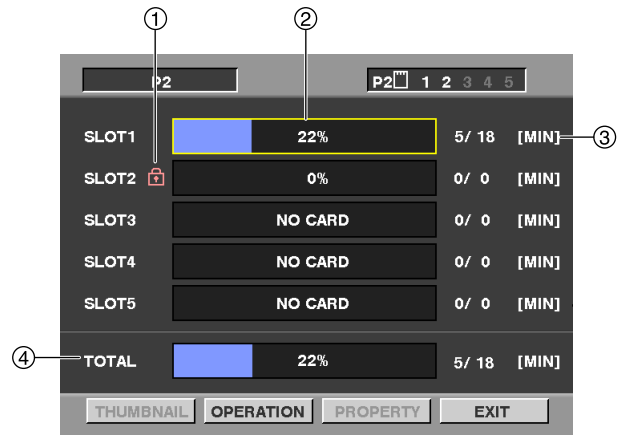 ① ②
P2 P2 1 2 3 4 5
SLOT1 22% 5/ 18 [MIN] ③
SLOT2 0% 0/ 0 [MIN]
SLOT3 NO CARD 0/ 0 [MIN]
SLOT4 NO CARD 0/ 0 [MIN]
SLOT5 NO CARD 0/ 0 [MIN]
④ TOTAL 22% 5/ 18 [MIN]
THUMBNAIL OPERATION PROPERTY EXIT